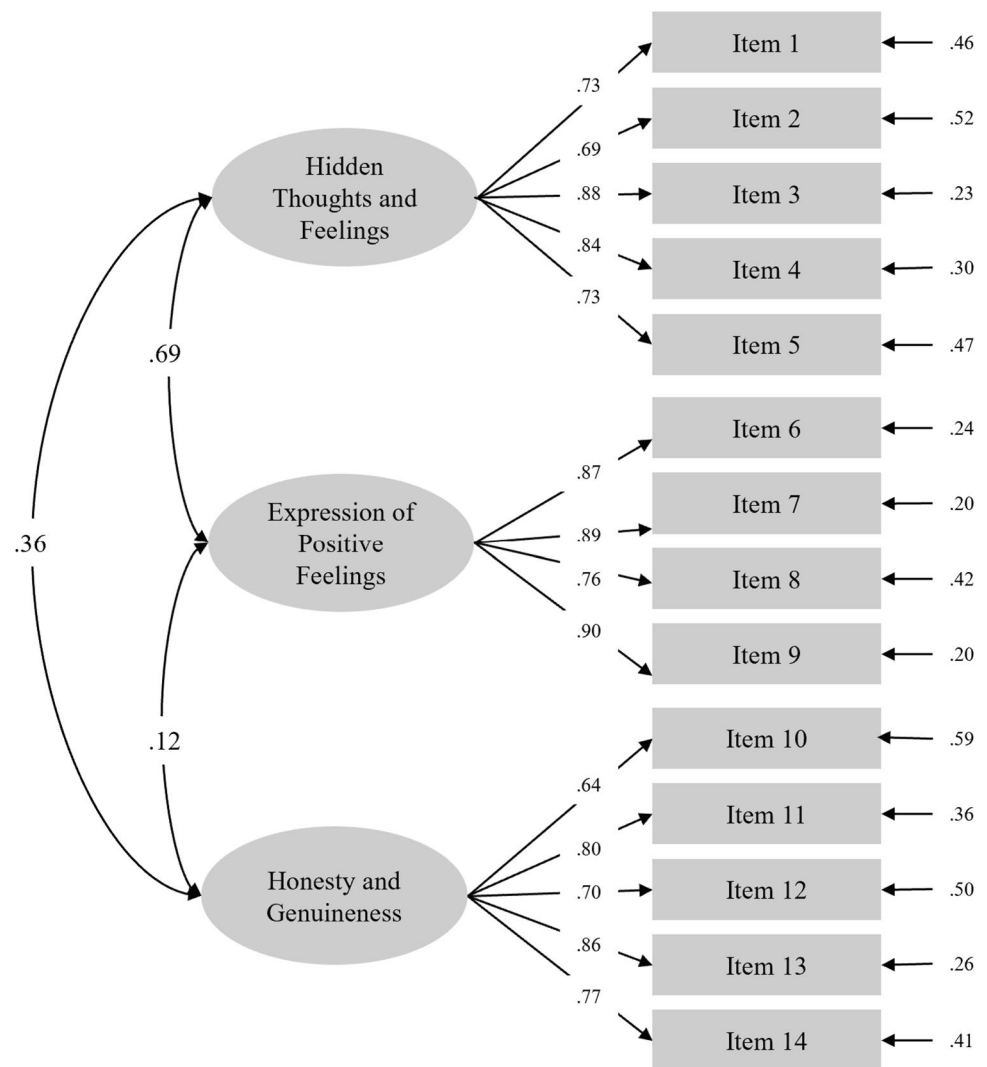 Item 1
.46
.73
Item 2
.52
.69
Hidden
Thoughts and
Feelings
.88
Item 3
.23
.84
Item 4
.30
.73
Item 5
.47
.69
Item 6
.24
.87
Expression of
Positive
Feelings
.89
Item 7
.20
.76
Item 8
.42
.90
Item 9
.20
.36
.12
Item 10
.59
.64
Item 11
.36
.80
Honesty and
Genuineness
.70
Item 12
.50
.86
Item 13
.26
.77
Item 14
.41